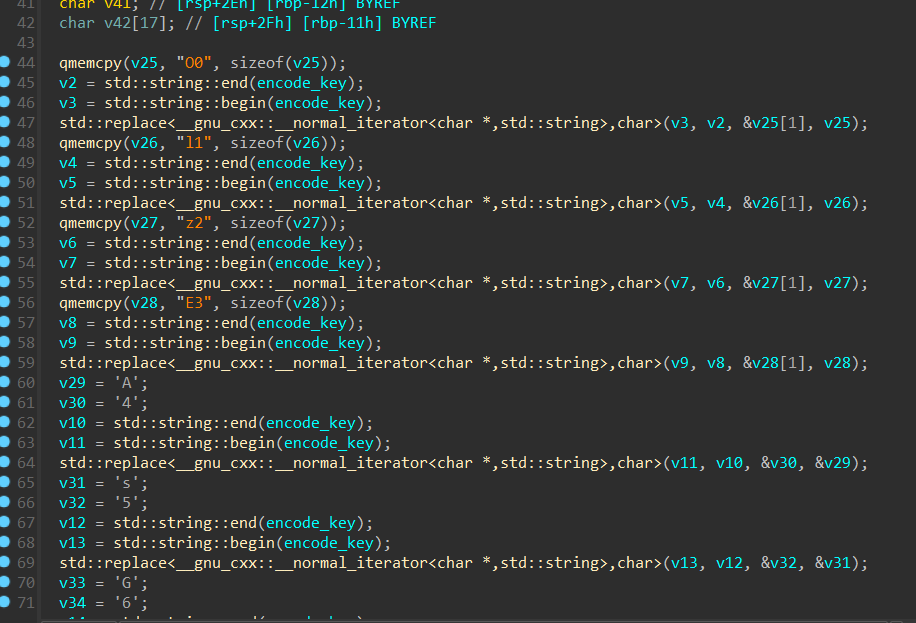 41 char v41; // [rsp+2Eh] [rbp-12h] BYREF
42 char v42[17]; // [rsp+2Fh] [rbp-11h] BYREF
43
44 qmemcpy(v25, "O0", sizeof(v25));
45 v2 = std::string::end(encode_key);
46 v3 = std::string::begin(encode_key);
47 std::replace<__gnu_cxx::__normal_iterator<char *,std::string>,char>(v3, v2, &v25[1], v25);
48 qmemcpy(v26, "l1", sizeof(v26));
49 v4 = std::string::end(encode_key);
50 v5 = std::string::begin(encode_key);
51 std::replace<__gnu_cxx::__normal_iterator<char *,std::string>,char>(v5, v4, &v26[1], v26);
52 qmemcpy(v27, "z2", sizeof(v27));
53 v6 = std::string::end(encode_key);
54 v7 = std::string::begin(encode_key);
55 std::replace<__gnu_cxx::__normal_iterator<char *,std::string>,char>(v7, v6, &v27[1], v27);
56 qmemcpy(v28, "E3", sizeof(v28));
57 v8 = std::string::end(encode_key);
58 v9 = std::string::begin(encode_key);
59 std::replace<__gnu_cxx::__normal_iterator<char *,std::string>,char>(v9, v8, &v28[1], v28);
60 v29 = 'A';
61 v30 = '4';
62 v10 = std::string::end(encode_key);
63 v11 = std::string::begin(encode_key);
64 std::replace<__gnu_cxx::__normal_iterator<char *,std::string>,char>(v11, v10, &v30, &v29);
65 v31 = 's';
66 v32 = '5';
67 v12 = std::string::end(encode_key);
68 v13 = std::string::begin(encode_key);
69 std::replace<__gnu_cxx::__normal_iterator<char *,std::string>,char>(v13, v12, &v32, &v31);
70 v33 = 'G';
71 v34 = '6';